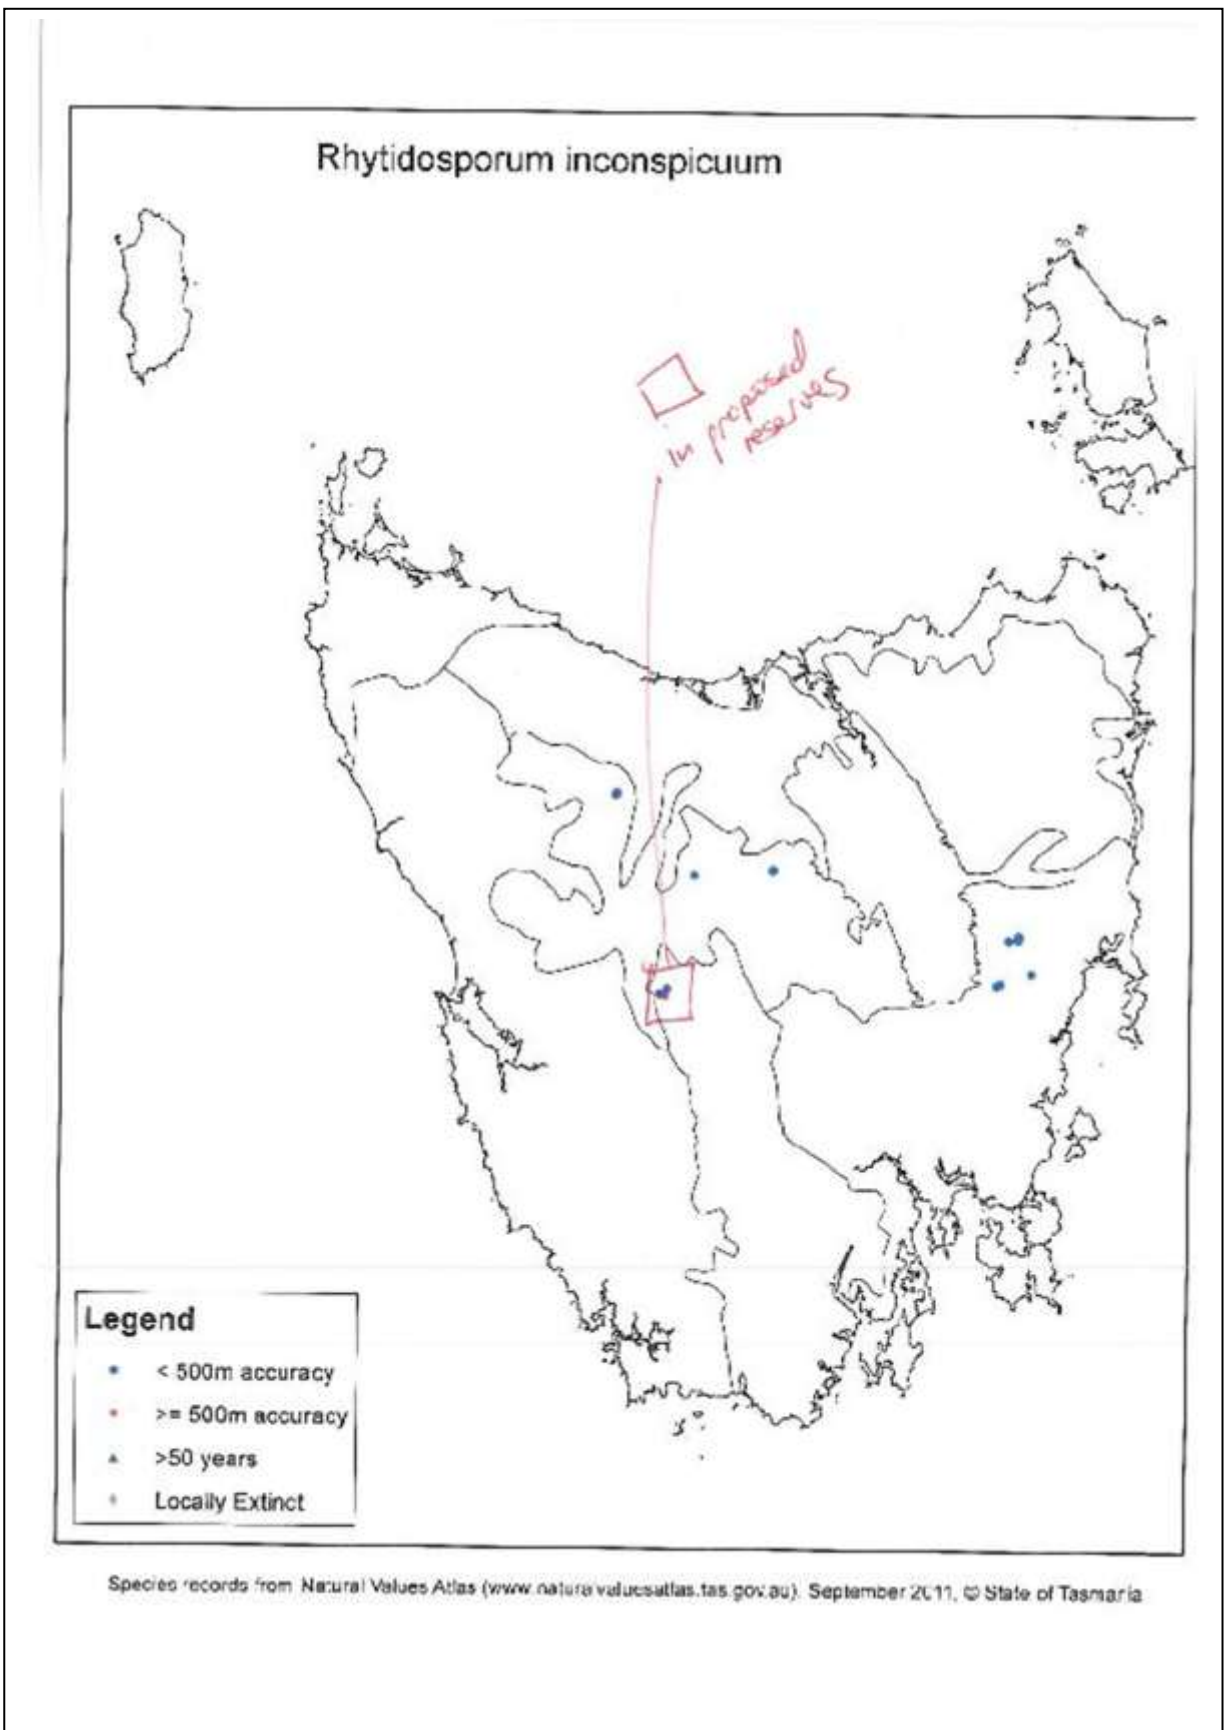 Rhytidosporum inconspicuum
In proposed
reserves
Legend
< 500m accuracy
>= 500m accuracy
>50 years
Locally Extinct
Species records from Natural Values Atlas (www.naturalvaluesatlas.tas.gov.au). September 2011, © State of Tasmania